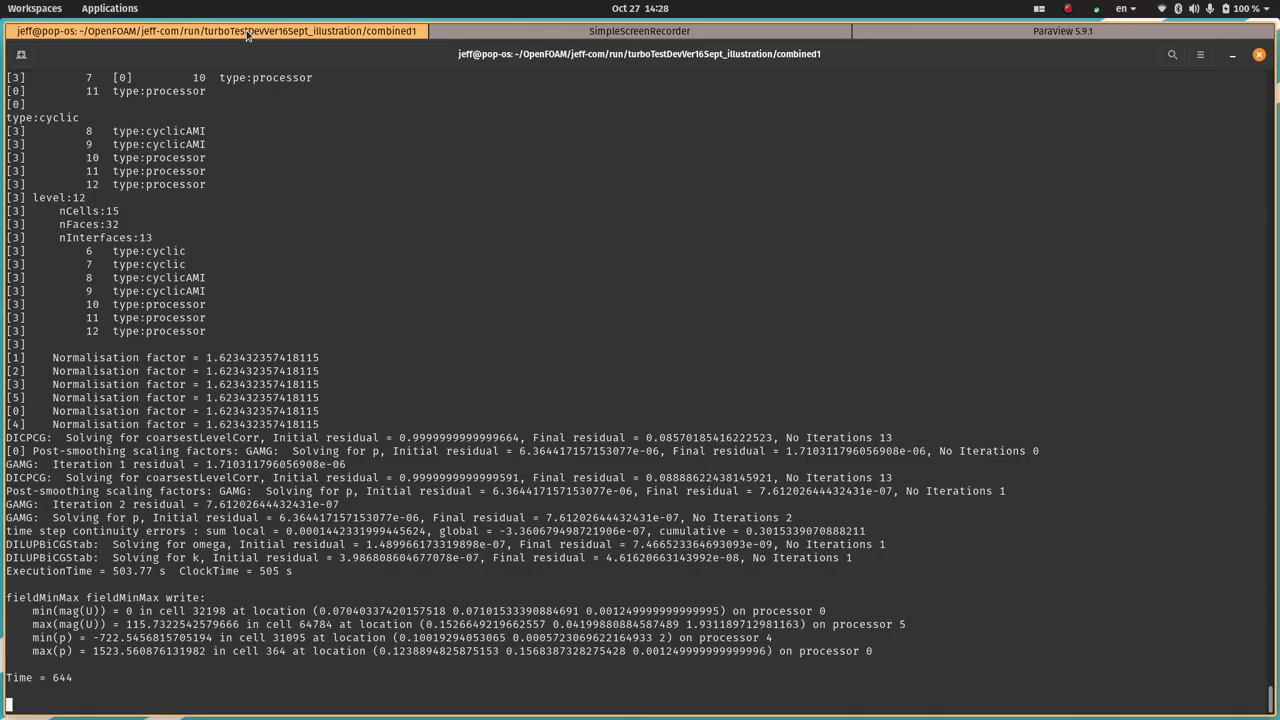 Workspaces Applications Oct 27 14:28 en 100 %
jeff@pop-os: ~/OpenFOAM/jeff-com/run/turboTestDevVer16Sept_illustration/combined1 SimpleScreenRecorder ParaView 5.9.1
jeff@pop-os: ~/OpenFOAM/jeff-com/run/turboTestDevVer16Sept_illustration/combined1
[3] 7 [0] 10 type:processor
[0] 11 type:processor
[0]
type:cyclic
[3] 8 type:cyclicAMI
[3] 9 type:cyclicAMI
[3] 10 type:processor
[3] 11 type:processor
[3] 12 type:processor
[3] level:12
[3] nCells:15
[3] nFaces:32
[3] nInterfaces:13
[3] 6 type:cyclic
[3] 7 type:cyclic
[3] 8 type:cyclicAMI
[3] 9 type:cyclicAMI
[3] 10 type:processor
[3] 11 type:processor
[3] 12 type:processor
[3]
[1] Normalisation factor = 1.623432357418115
[2] Normalisation factor = 1.623432357418115
[3] Normalisation factor = 1.623432357418115
[5] Normalisation factor = 1.623432357418115
[0] Normalisation factor = 1.623432357418115
[4] Normalisation factor = 1.623432357418115
DICPCG: Solving for coarsestLevelCorr, Initial residual = 0.9999999999999664, Final residual = 0.08570185416222523, No Iterations 13
[0] Post-smoothing scaling factors: GAMG: Solving for p, Initial residual = 6.364417157153077e-06, Final residual = 1.710311796056908e-06, No Iterations 0
GAMG: Iteration 1 residual = 1.710311796056908e-06
DICPCG: Solving for coarsestLevelCorr, Initial residual = 0.9999999999999591, Final residual = 0.08888622438145921, No Iterations 13
Post-smoothing scaling factors: GAMG: Solving for p, Initial residual = 6.364417157153077e-06, Final residual = 7.61202644432431e-07, No Iterations 1
GAMG: Iteration 2 residual = 7.61202644432431e-07
GAMG: Solving for p, Initial residual = 6.364417157153077e-06, Final residual = 7.61202644432431e-07, No Iterations 2
time step continuity errors : sum local = 0.0001442331999445624, global = -3.360679498721906e-07, cumulative = 0.3015339070888211
DILUPBiCGStab: Solving for omega, Initial residual = 1.489966173319898e-07, Final residual = 7.466523364693093e-09, No Iterations 1
DILUPBiCGStab: Solving for k, Initial residual = 3.986808604677078e-07, Final residual = 4.61620663143992e-08, No Iterations 1
ExecutionTime = 503.77 s ClockTime = 505 s
fieldMinMax fieldMinMax write:
min(mag(U)) = 0 in cell 32198 at location (0.07040337420157518 0.07101533390884691 0.001249999999999995) on processor 0
max(mag(U)) = 115.7322542579666 in cell 64784 at location (0.1526649219662557 0.04199880884587489 1.931189712981163) on processor 5
min(p) = -722.5456815705194 in cell 31095 at location (0.10019294053065 0.0005723069622164933 2) on processor 4
max(p) = 1523.560876131982 in cell 364 at location (0.1238894825875153 0.1568387328275428 0.001249999999999996) on processor 0
Time = 644